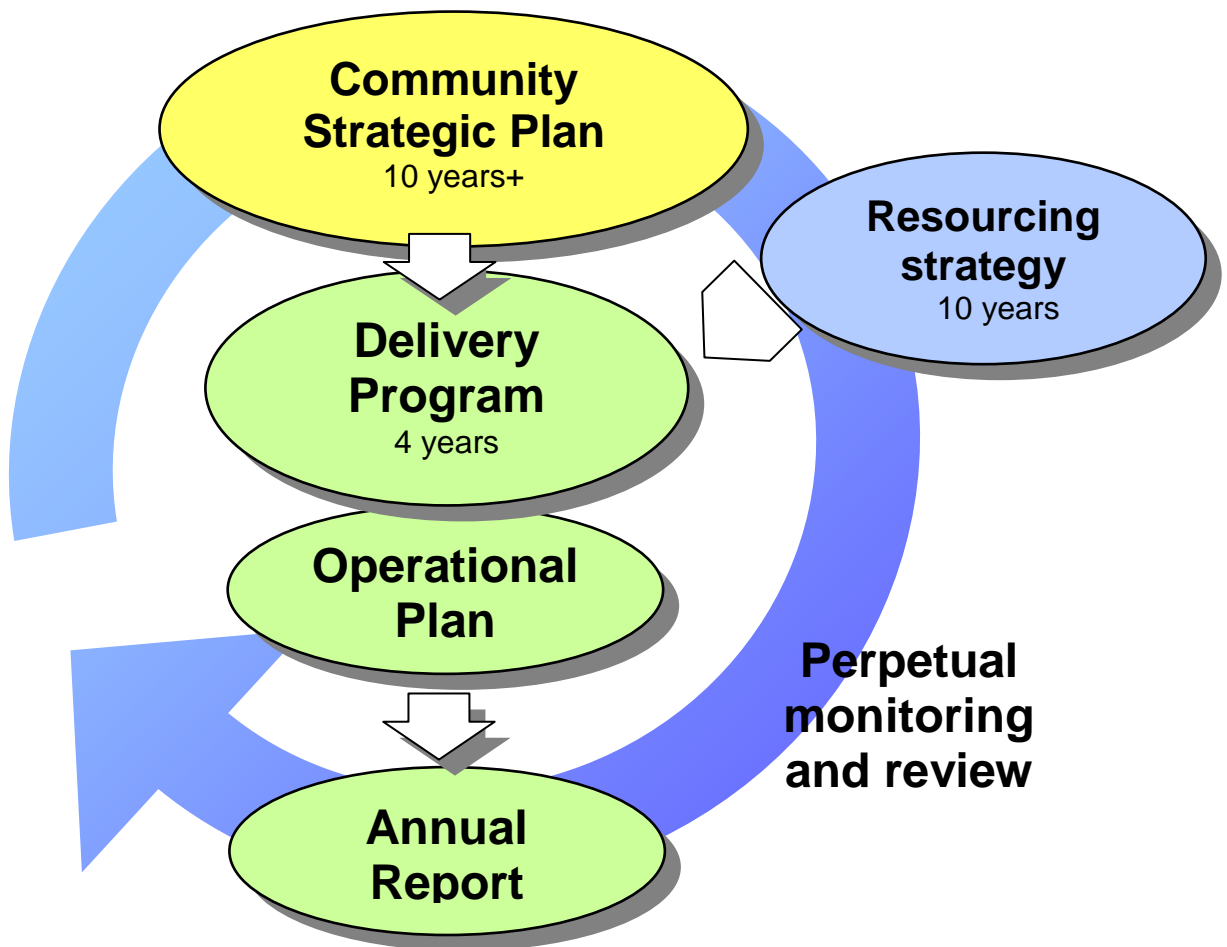 Community
Strategic Plan
10 years+
Resourcing
strategy
10 years
Delivery
Program
4 years
Operational
Plan
Perpetual
monitoring
and review
Annual
Report